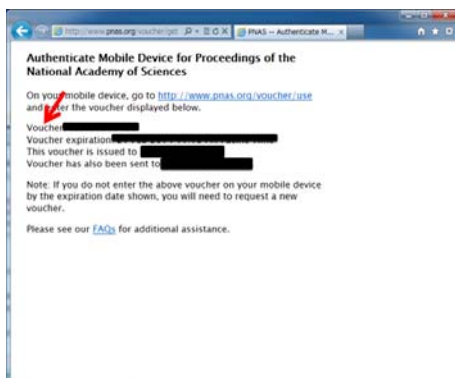 http://www.pnas.org/voucher/get
PNAS -- Authenticate M...
Authenticate Mobile Device for Proceedings of the
National Academy of Sciences
On your mobile device, go to http://www.pnas.org/voucher/use
and enter the voucher displayed below.
Voucher
Voucher expiration:
This voucher is issued to
Voucher has also been sent to
Note: If you do not enter the above voucher on your mobile device
by the expiration date shown, you will need to request a new
voucher.
Please see our FAQs for additional assistance.